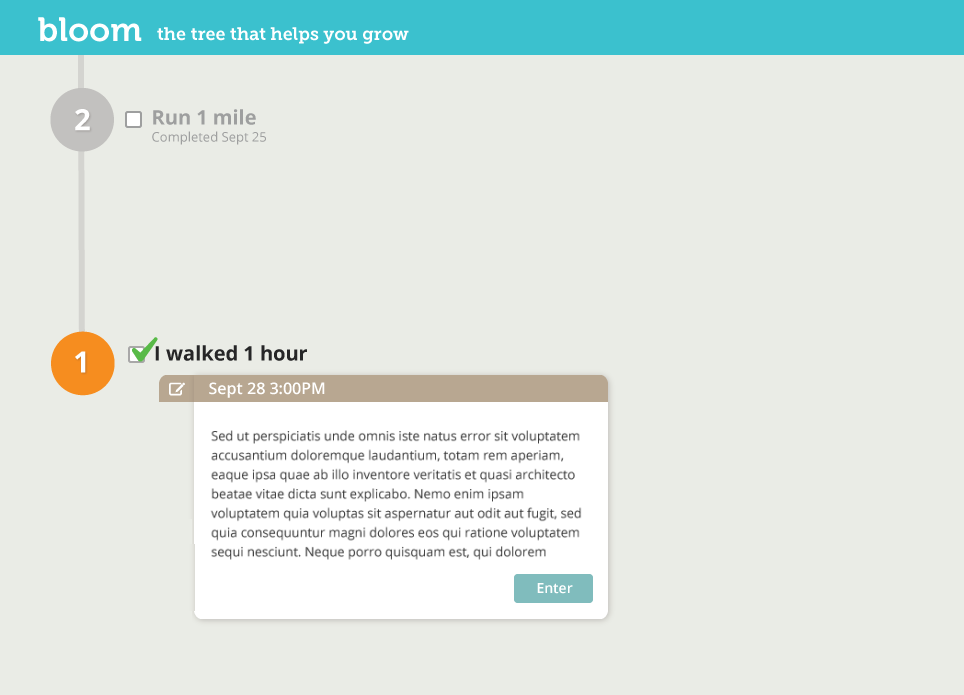 bloom the tree that helps you grow
2
Run 1 mile
Completed Sept 25
1
I walked 1 hour
Sept 28 3:00PM
Sed ut perspiciatis unde omnis iste natus error sit voluptatem
accusantium doloremque laudantium, totam rem aperiam,
eaque ipsa quae ab illo inventore veritatis et quasi architecto
beatae vitae dicta sunt explicabo. Nemo enim ipsam
voluptatem quia voluptas sit aspernatur aut odit aut fugit, sed
quia consequuntur magni dolores eos qui ratione voluptatem
sequi nesciunt. Neque porro quisquam est, qui dolorem
Enter